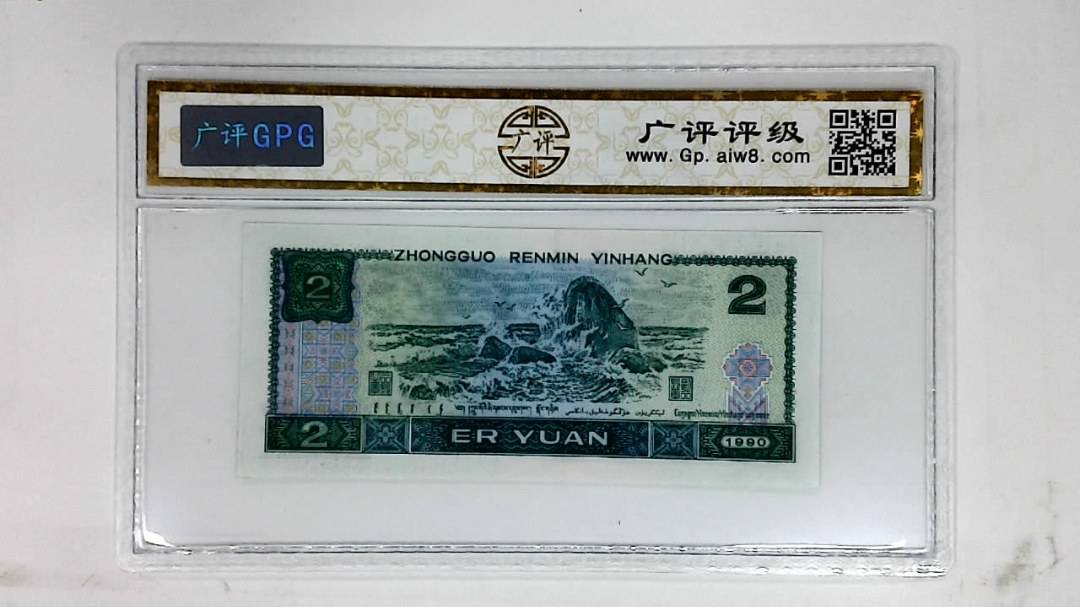 广评GPG
广评
广评评级
www. Gp. aiw8. com
ZHONGGUO RENMIN YINHANG
2
2
2
ER YUAN
1990